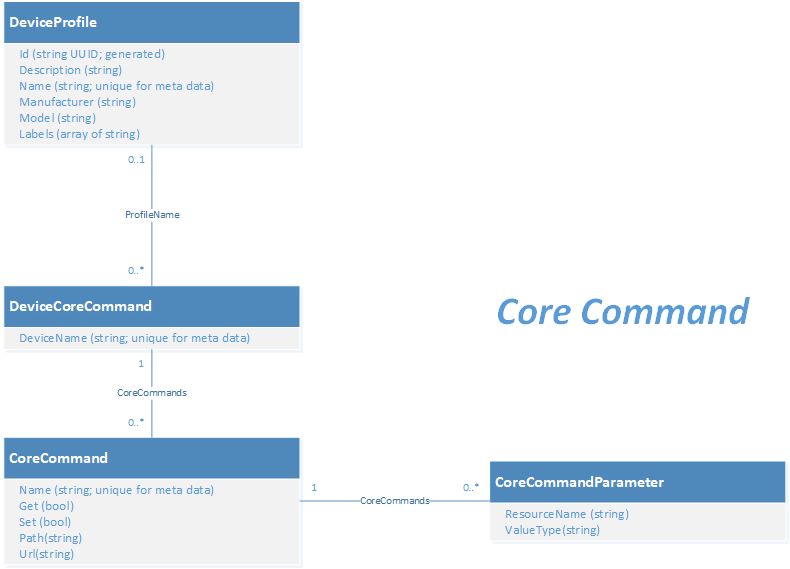 DeviceProfile
Id (string UUID; generated)
Description (string)
Name (string; unique for meta data)
Manufacturer (string)
Model (string)
Labels (array of string)
0..1
ProfileName
0..*
DeviceCoreCommand
DeviceName (string; unique for meta data)
Core Command
1
CoreCommands
0..*
CoreCommand
Name (string; unique for meta data)
Get (bool)
Set (bool)
Path(string)
Url(string)
1
CoreCommands
0..*
CoreCommandParameter
ResourceName (string)
ValueType(string)